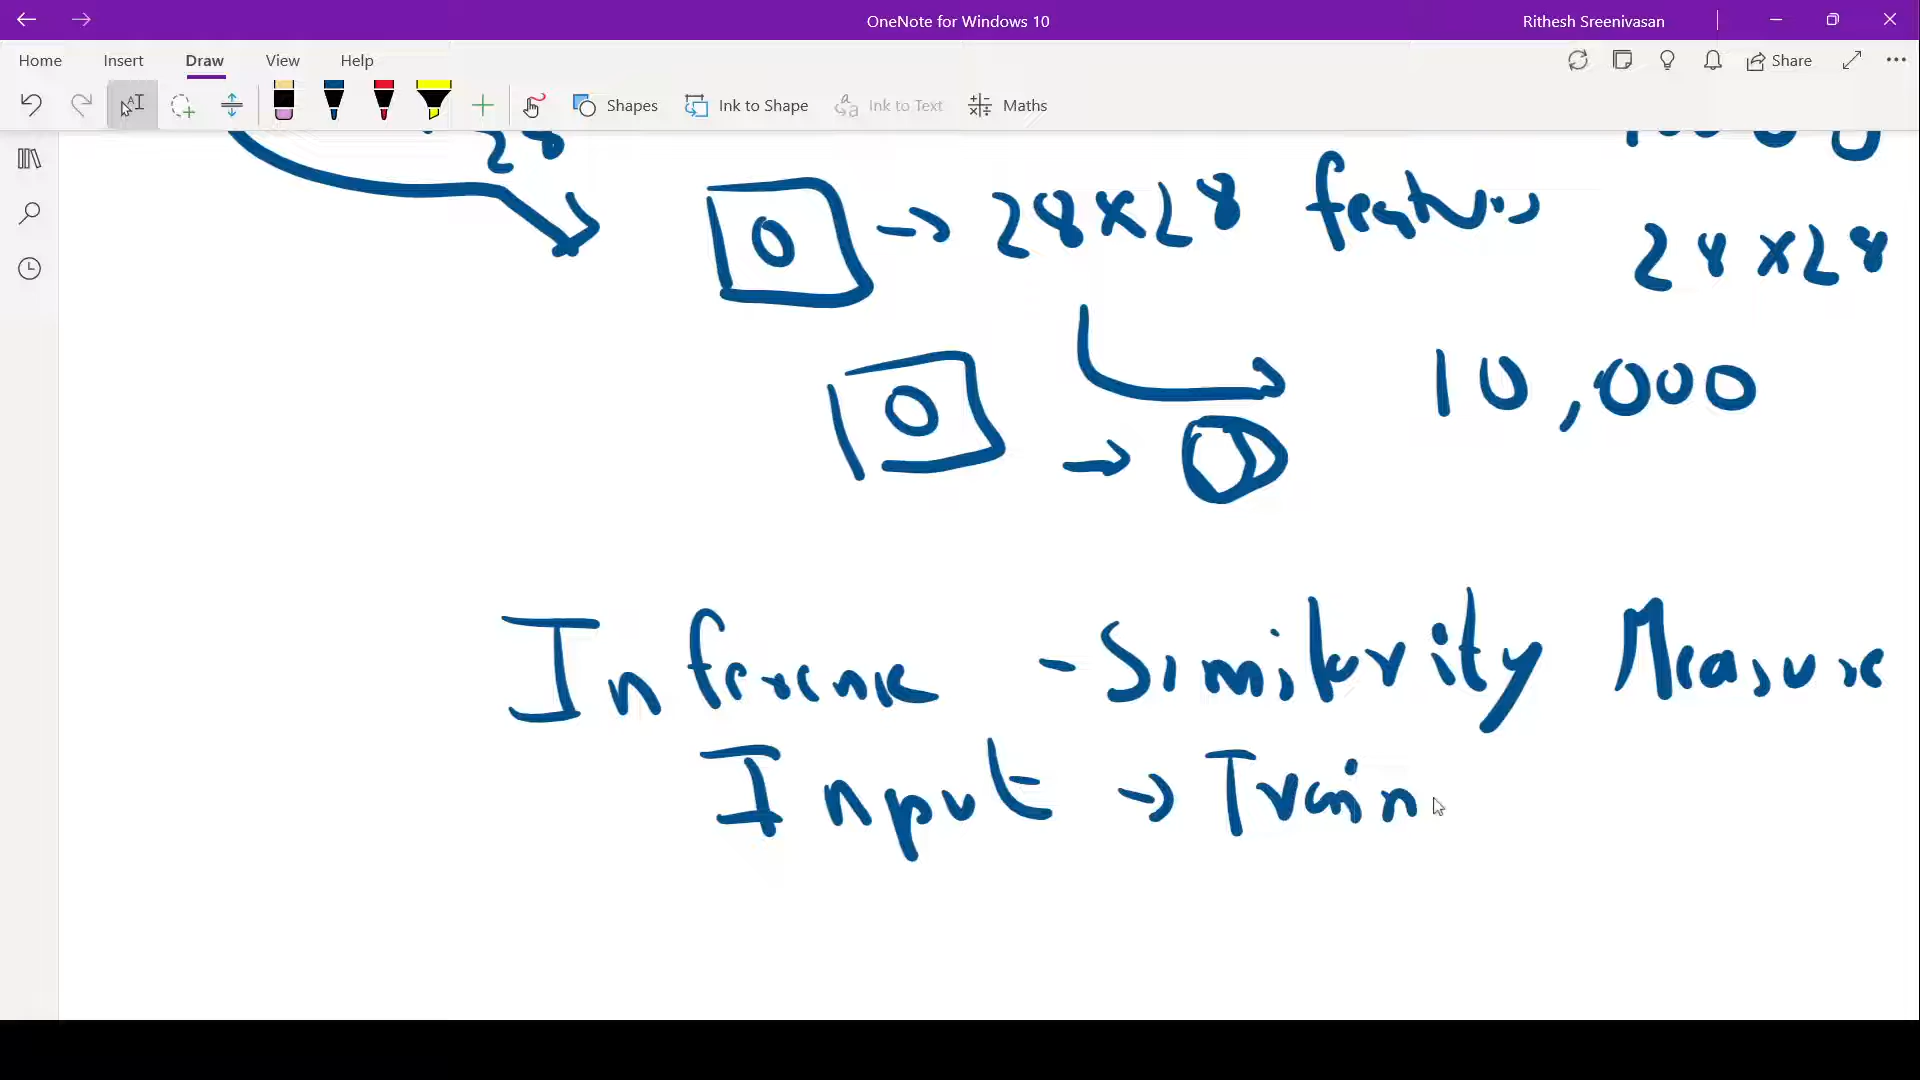 OneNote for Windows 10
Rithesh Sreenivasan
Home Insert Draw View Help
Share
Shapes Ink to Shape Ink to Text Maths
28
0 → 28x28 features
28x28
0
10,000
→ 0
Inference - Similarity Measure
Input → Train